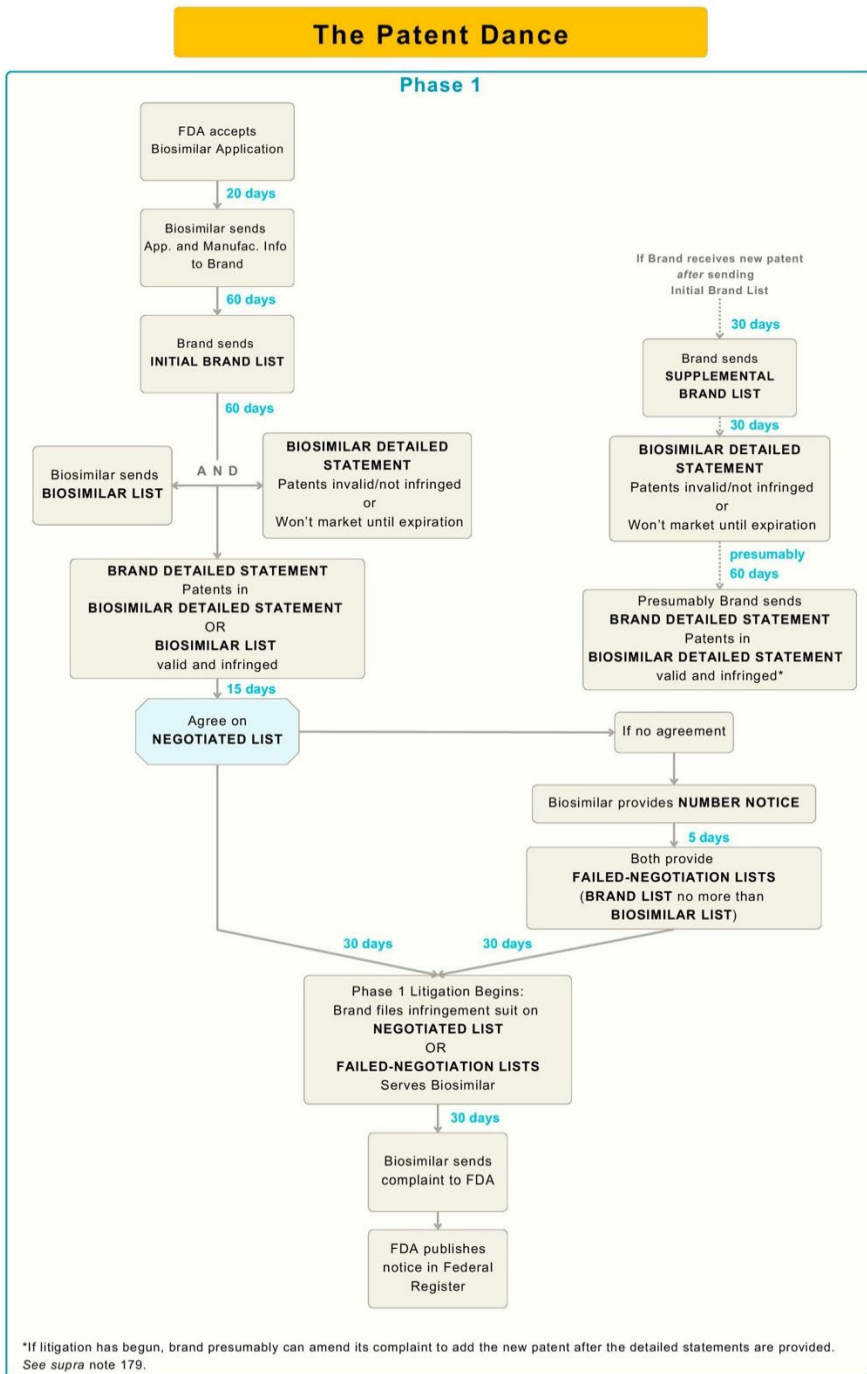 The Patent Dance
Phase 1
FDA accepts
Biosimilar Application
20 days
Biosimilar sends
App. and Manufac. Info
to Brand
60 days
Brand sends
INITIAL BRAND LIST
60 days
Biosimilar sends
BIOSIMILAR LIST
AND
BIOSIMILAR DETAILED
STATEMENT
Patents invalid/not infringed
or
Won't market until expiration
BRAND DETAILED STATEMENT
Patents in
BIOSIMILAR DETAILED STATEMENT
OR
BIOSIMILAR LIST
valid and infringed
15 days
Agree on
NEGOTIATED LIST
If Brand receives new patent
after sending
Initial Brand List
30 days
Brand sends
SUPPLEMENTAL
BRAND LIST
30 days
BIOSIMILAR DETAILED
STATEMENT
Patents invalid/not infringed
or
Won't market until expiration
presumably
60 days
Presumably Brand sends
BRAND DETAILED STATEMENT
Patents in
BIOSIMILAR DETAILED STATEMENT
valid and infringed*
If no agreement
Biosimilar provides NUMBER NOTICE
5 days
Both provide
FAILED-NEGOTIATION LISTS
(BRAND LIST no more than
BIOSIMILAR LIST)
30 days
30 days
Phase 1 Litigation Begins:
Brand files infringement suit on
NEGOTIATED LIST
OR
FAILED-NEGOTIATION LISTS
Serves Biosimilar
30 days
Biosimilar sends
complaint to FDA
FDA publishes
notice in Federal
Register
*If litigation has begun, brand presumably can amend its complaint to add the new patent after the detailed statements are provided.
See supra note 179.